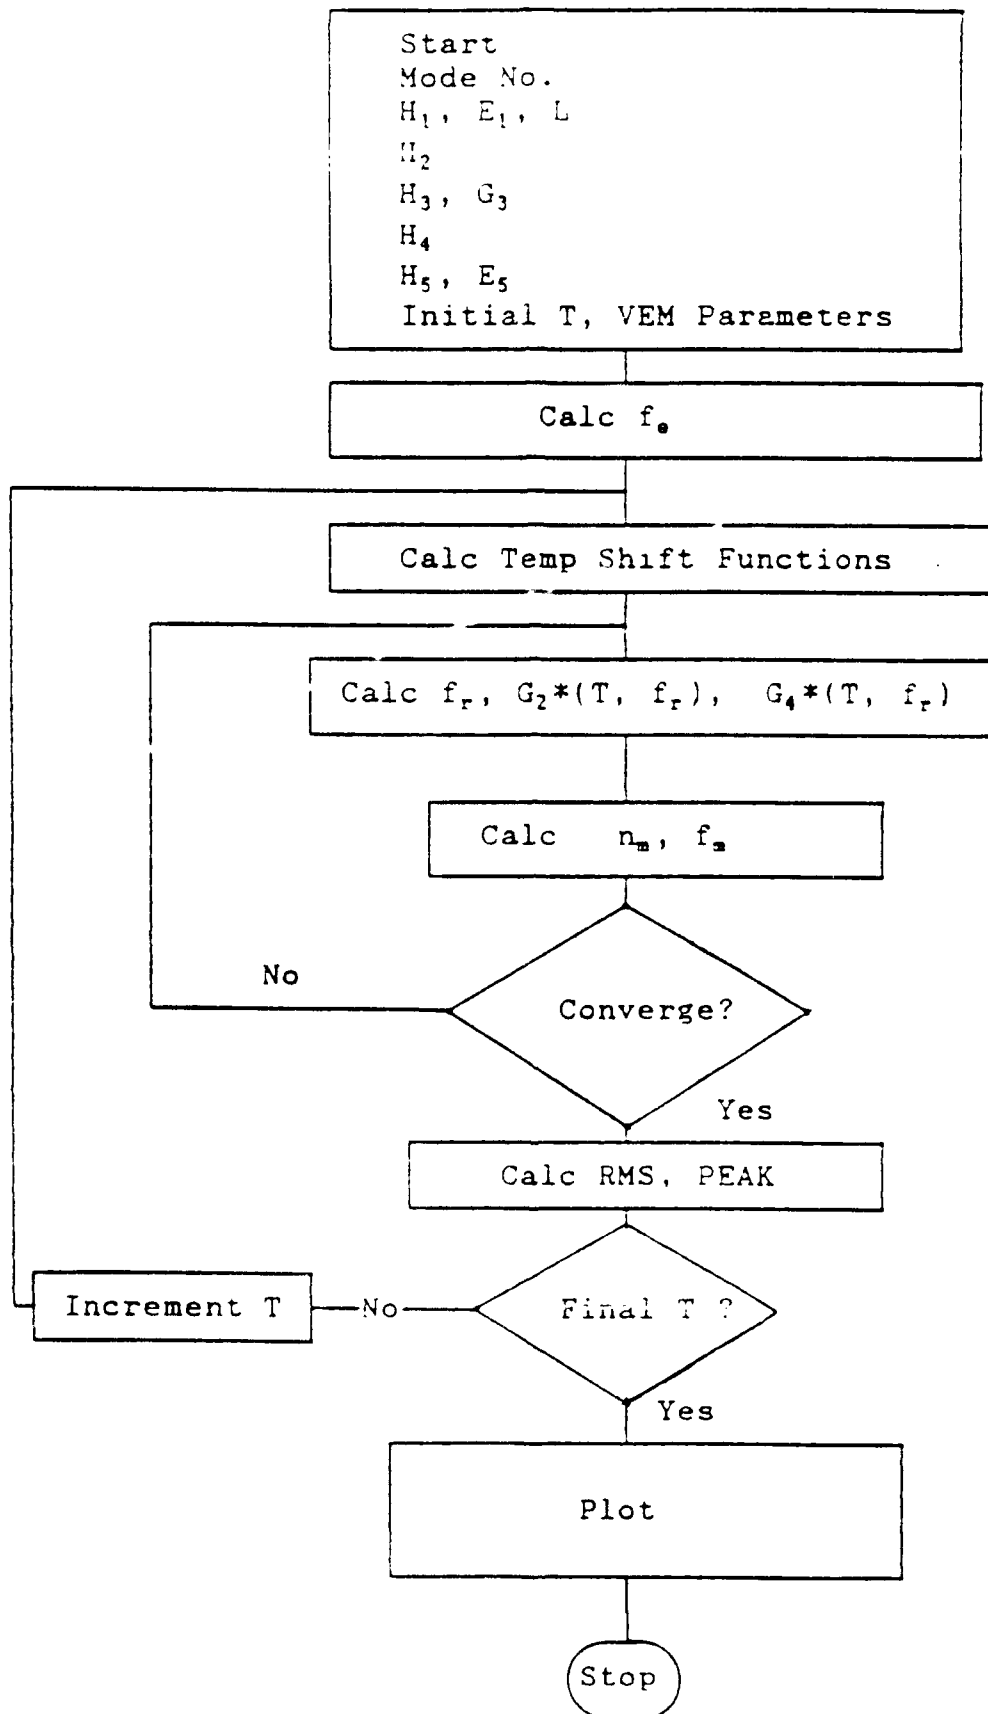 Start
Mode No.
H₁, E₁, L
H₂
H₃, G₃
H₄
H₅, E₅
Initial T, VEM Parameters
Calc fₑ
Calc Temp Shift Functions
Calc fᵣ, G₂*(T, fᵣ), G₄*(T, fᵣ)
Calc nₘ, fₘ
No
Converge?
Yes
Calc RMS, PEAK
Increment T
No
Final T ?
Yes
Plot
Stop